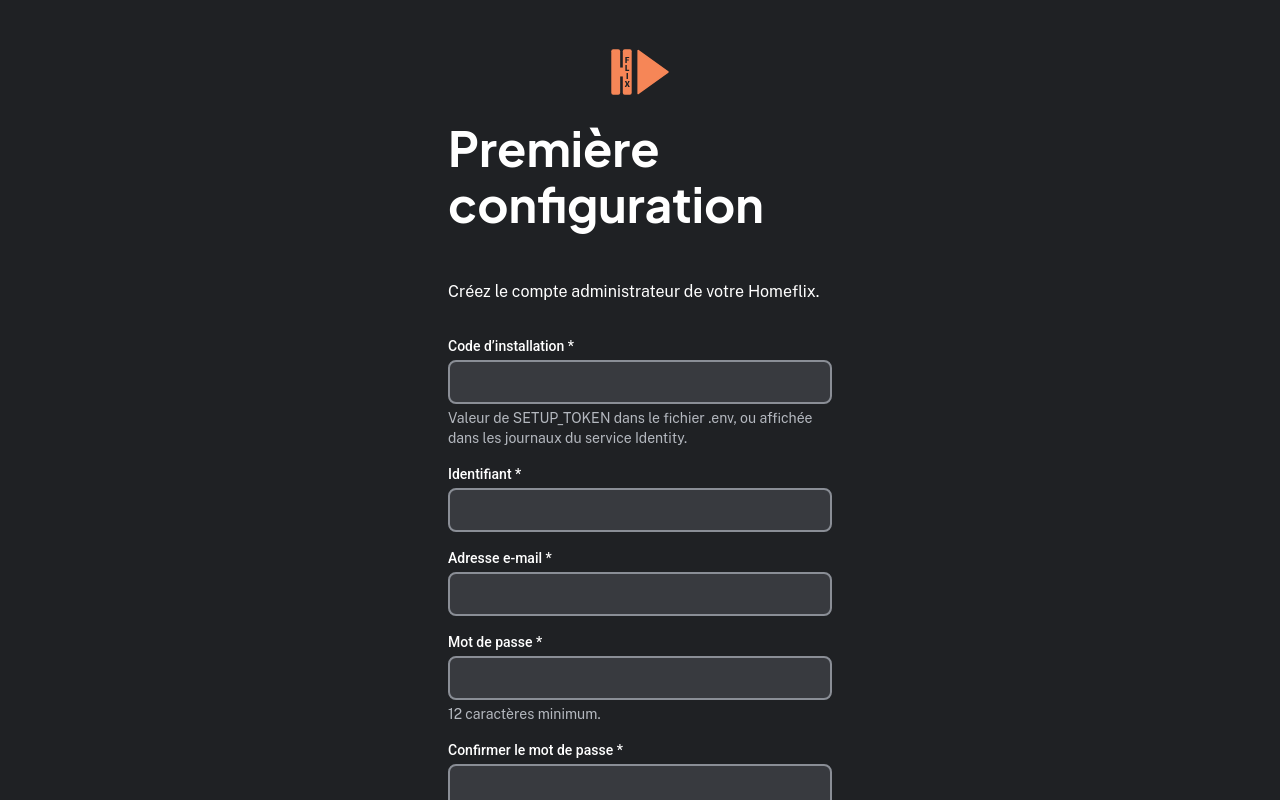 FLIX
Première
configuration
Créez le compte administrateur de votre Homeflix.
Code d’installation *
Valeur de SETUP_TOKEN dans le fichier .env, ou affichée
dans les journaux du service Identity.
Identifiant *
Adresse e-mail *
Mot de passe *
12 caractères minimum.
Confirmer le mot de passe *